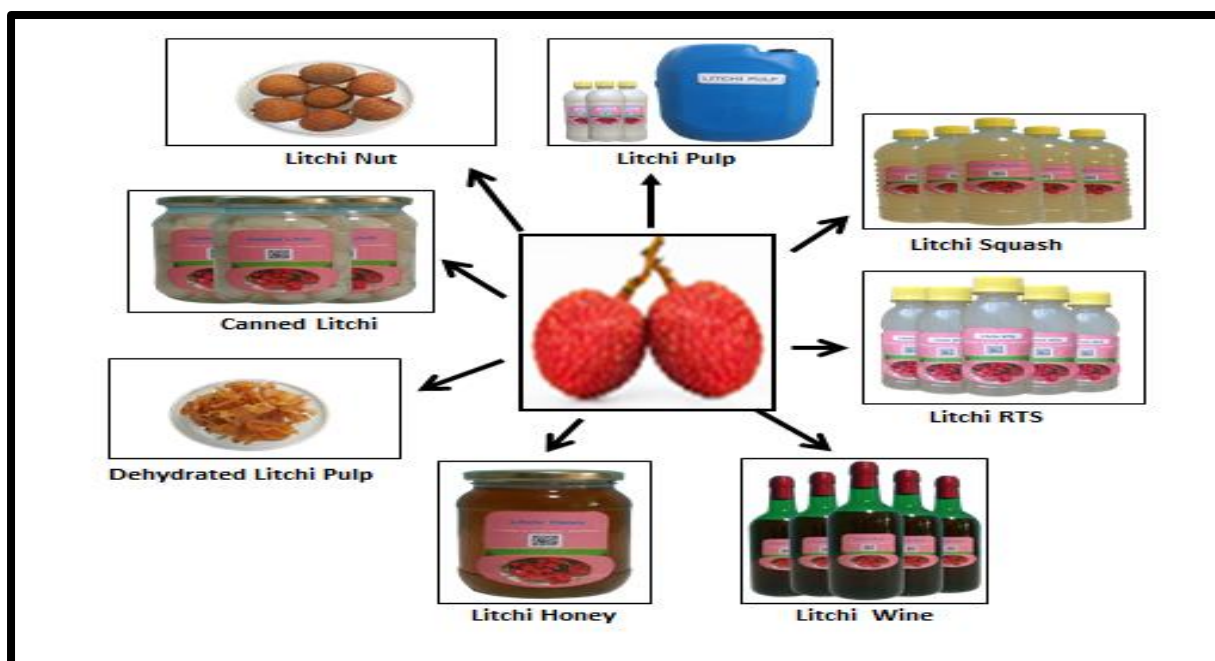 LITCHI PULP
Litchi Nut
Litchi Pulp
Litchi Squash
Canned Litchi
Litchi RTS
Dehydrated Litchi Pulp
Litchi Honey
Litchi Wine